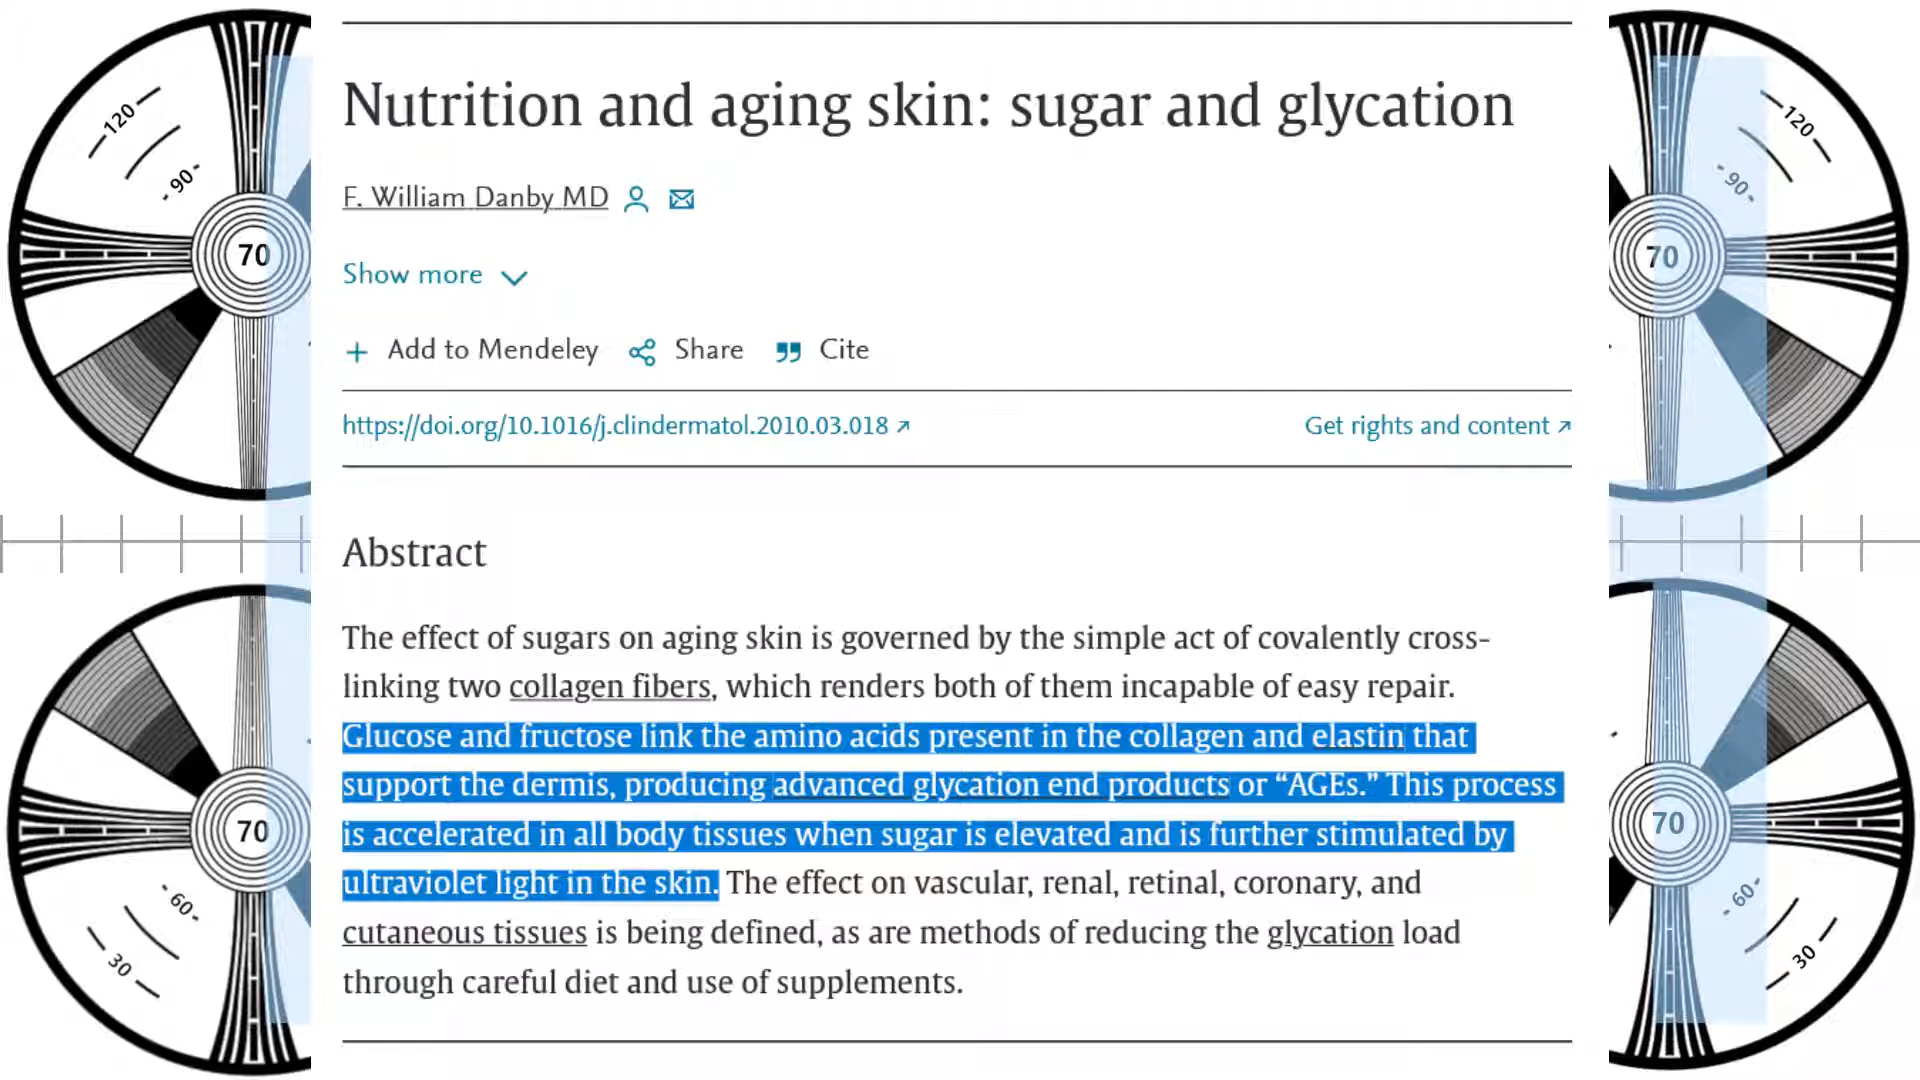 Nutrition and aging skin: sugar and glycation
F. William Danby MD
Show more
Add to Mendeley Share Cite
https://doi.org/10.1016/j.clindermatol.2010.03.018 Get rights and content
Abstract
The effect of sugars on aging skin is governed by the simple act of covalently cross-
linking two collagen fibers, which renders both of them incapable of easy repair.
Glucose and fructose link the amino acids present in the collagen and elastin that
support the dermis, producing advanced glycation end products or “AGEs.” This process
is accelerated in all body tissues when sugar is elevated and is further stimulated by
ultraviolet light in the skin. The effect on vascular, renal, retinal, coronary, and
cutaneous tissues is being defined, as are methods of reducing the glycation load
through careful diet and use of supplements.
120
-90-
70
120
-90-
70
70
-60-
30
70
-60-
30